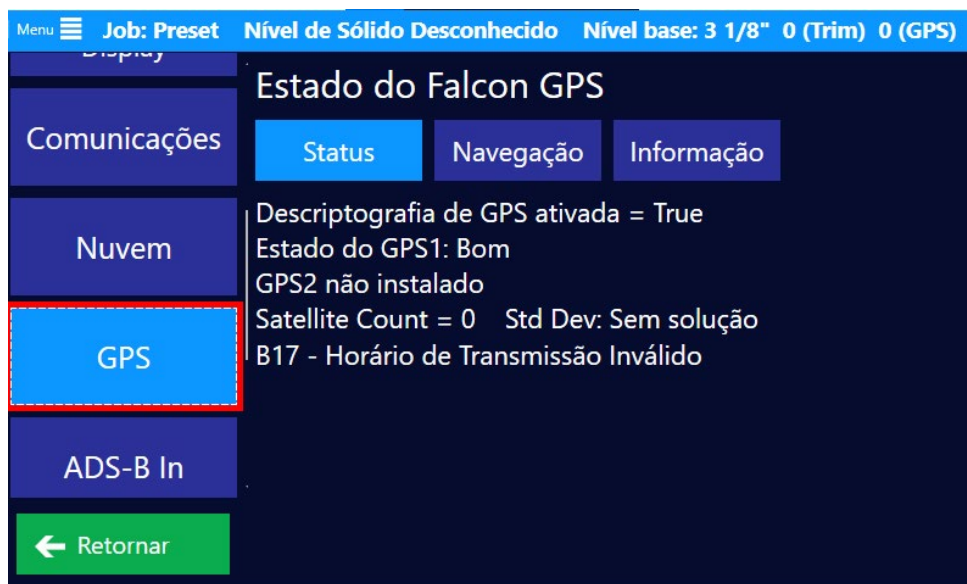 Menu Job: Preset Nível de Sólido Desconhecido Nível base: 3 1/8" 0 (Trim) 0 (GPS)
Display
Estado do Falcon GPS
Comunicações
Status Navegação Informação
Descriptografia de GPS ativada = True
Nuvem
Estado do GPS1: Bom
GPS2 não instalado
Satellite Count = 0 Std Dev: Sem solução
GPS
B17 - Horário de Transmissão Inválido
ADS-B In
Retornar